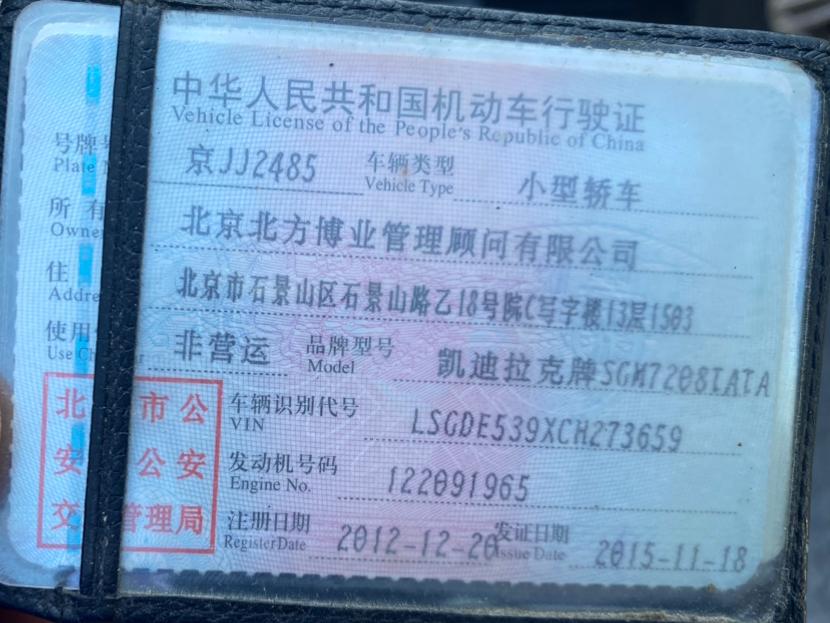 中华人民共和国机动车行驶证
Vehicle License of the People's Republic of China
号牌 京JJ2485 车辆类型 小型轿车
Plate Vehicle Type
所有 北京北方博业管理顾问有限公司
Owner
住 北京市石景山区石景山路乙18号院C写字楼13层1503
Addre
使用 非营运 品牌型号 凯迪拉克牌SGM7208IATA
Use Model
车辆识别代号 LSGDE539XCH273659
VIN
发动机号码 122091965
Engine No.
注册日期 2012-12-20 发证日期 2015-11-18
Register Date Issue Date
北 市公
安 公安
交 管理局